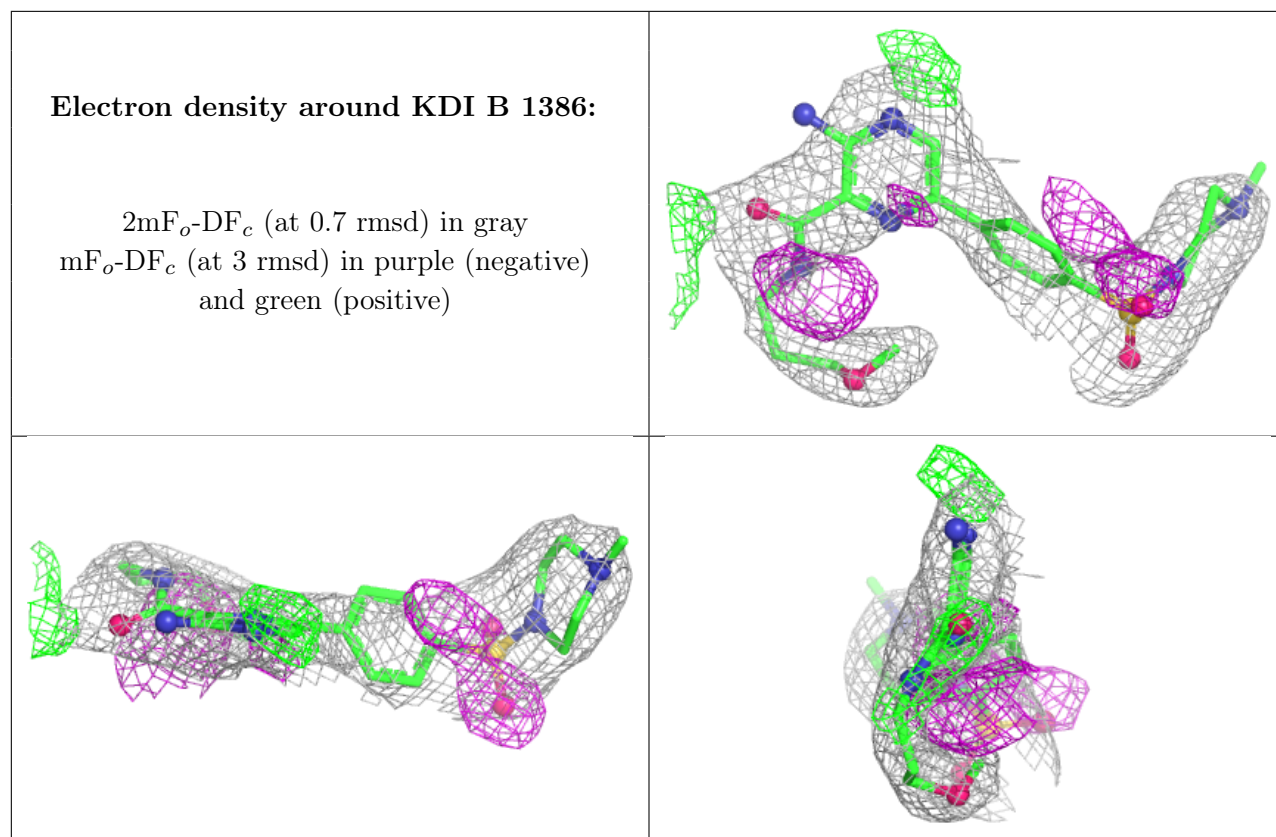 Electron density around KDI B 1386:
2mFo-DFc (at 0.7 rmsd) in gray
mFo-DFc (at 3 rmsd) in purple (negative)
and green (positive)